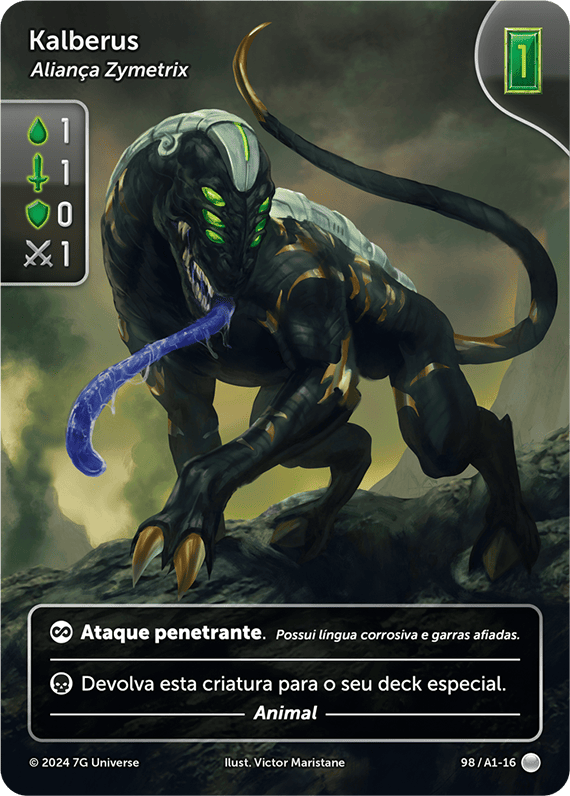 Kalberus
Aliança Zymetrix
1
1
1
0
1
Ataque penetrante. Possui língua corrosiva e garras afiadas.
Devolva esta criatura para o seu deck especial.
Animal
© 2024 7G Universe
Ilust. Victor Maristane
98 / A1-16